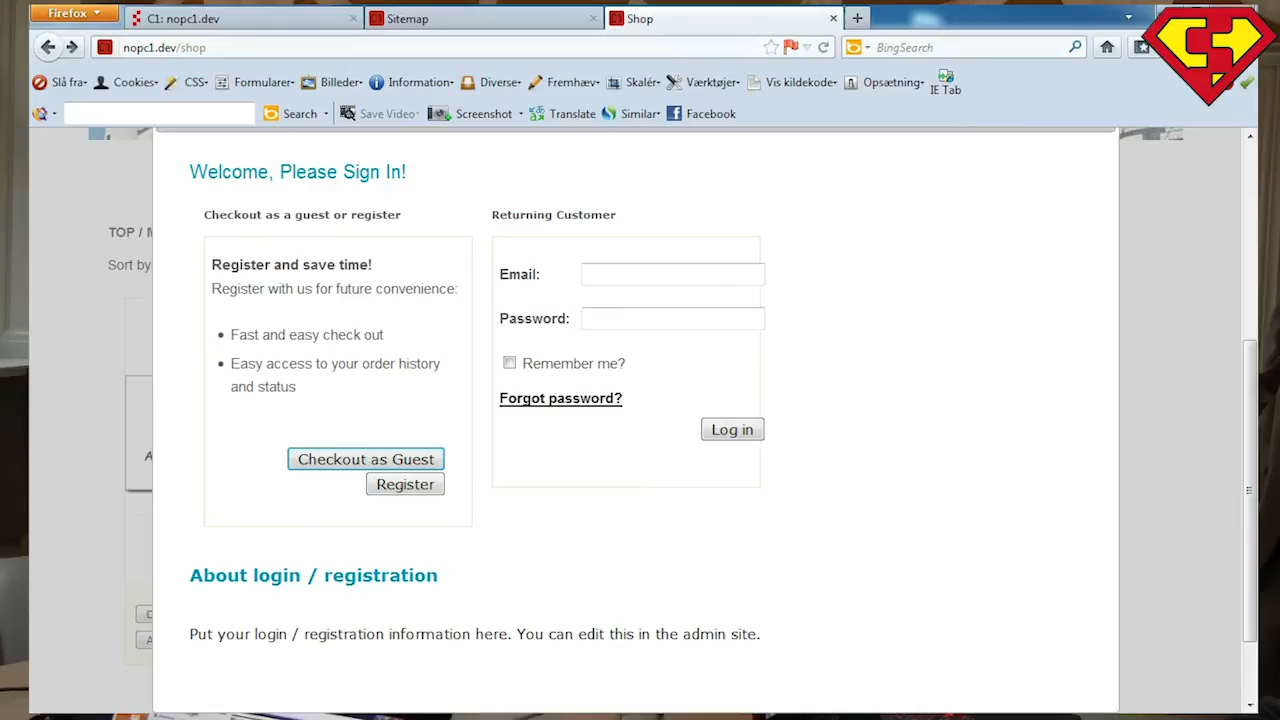 Firefox
C1: nopc1.dev
Sitemap
Shop
nopc1.dev/shop
BingSearch
Slå fra
Cookies
CSS
Formularer
Billeder
Information
Diverse
Fremhæv
Skalér
Værktøjer
Vis kildekode
Opsætning
IE Tab
Search
Save Video
Screenshot
Translate
Similar
Facebook
C1
Welcome, Please Sign In!
TOP /
Sort by
Checkout as a guest or register
Register and save time!
Register with us for future convenience:
Fast and easy check out
Easy access to your order history
and status
Checkout as Guest
Register
Returning Customer
Email:
Password:
Remember me?
Forgot password?
Log in
About login / registration
Put your login / registration information here. You can edit this in the admin site.